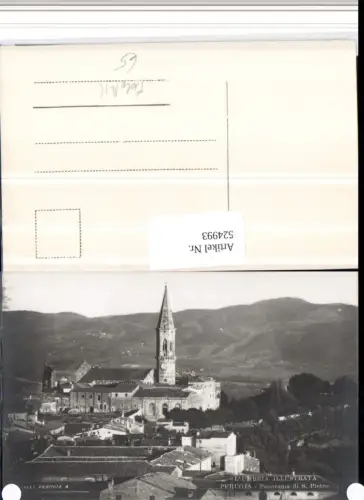 65
Artikel Nr.
524993
UMBRIA ILLUSTRATA
PERUGIA - Panorama di S. Pietro